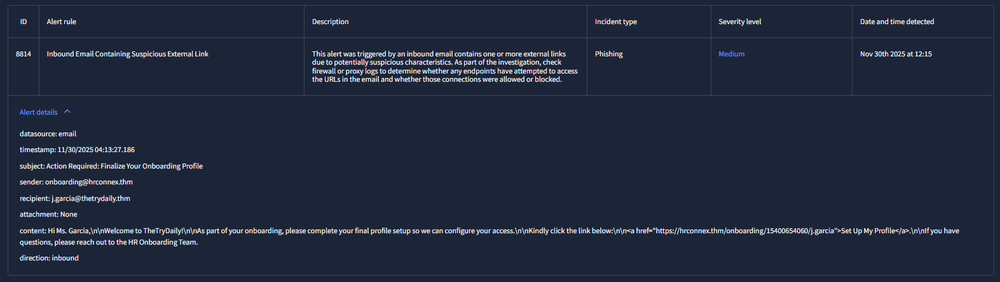 ID Alert rule Description Incident type Severity level Date and time detected
8814 Inbound Email Containing Suspicious External Link This alert was triggered by an inbound email contains one or more external links Phishing Medium Nov 30th 2025 at 12:15
due to potentially suspicious characteristics. As part of the investigation, check
firewall or proxy logs to determine whether any endpoints have attempted to access
the URLs in the email and whether those connections were allowed or blocked.
Alert details
datasource: email
timestamp: 11/30/2025 04:13:27.186
subject: Action Required: Finalize Your Onboarding Profile
sender: onboarding@hrconnex.thm
recipient: j.garcia@thetrydaily.thm
attachment: None
content: Hi Ms. Garcia,\n\nWelcome to TheTryDaily!\n\nAs part of your onboarding, please complete your final profile setup so we can configure your access.\n\nKindly click the link below:\n\n<a href="https://hrconnex.thm/onboarding/15400654060/j.garcia">Set Up My Profile</a>.\n\nIf you have
questions, please reach out to the HR Onboarding Team.
direction: inbound